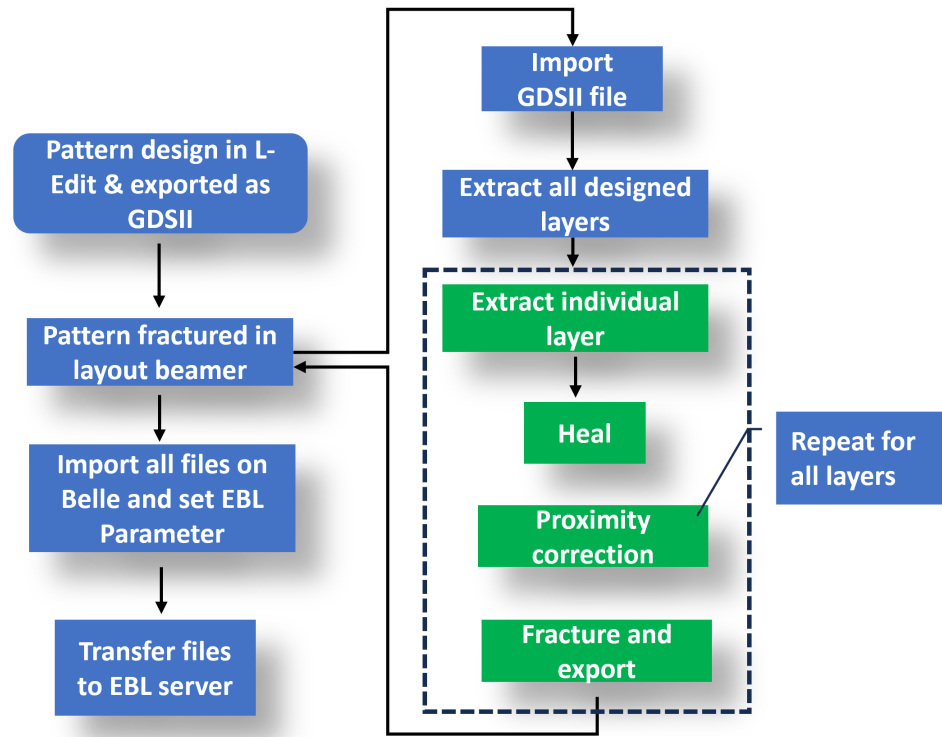 Pattern design in L-
Edit & exported as
GDSII
Pattern fractured in
layout beamer
Import all files on
Belle and set EBL
Parameter
Transfer files
to EBL server
Import
GDSII file
Extract all designed
layers
Extract individual
layer
Heal
Proximity
correction
Fracture and
export
Repeat for
all layers